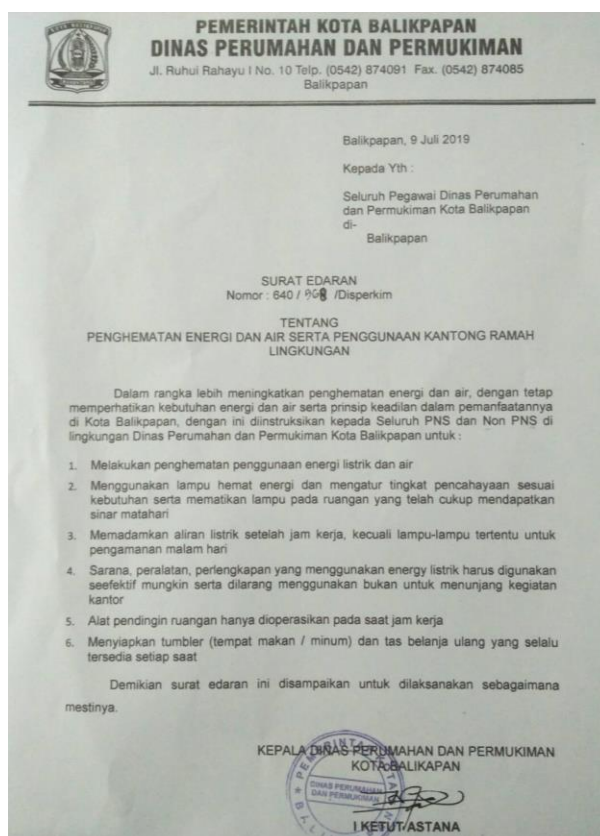 PEMERINTAH KOTA BALIKPAPAN
DINAS PERUMAHAN DAN PERMUKIMAN
Jl. Ruhui Rahayu I No. 10 Telp. (0542) 874091 Fax. (0542) 874085
Balikpapan
Balikpapan, 9 Juli 2019
Kepada Yth :
Seluruh Pegawai Dinas Perumahan
dan Permukiman Kota Balikpapan
di-
Balikpapan
SURAT EDARAN
Nomor : 640 / 968 /Disperkim
TENTANG
PENGHEMATAN ENERGI DAN AIR SERTA PENGGUNAAN KANTONG RAMAH
LINGKUNGAN
Dalam rangka lebih meningkatkan penghematan energi dan air, dengan tetap
memperhatikan kebutuhan energi dan air serta prinsip keadilan dalam pemanfaatannya
di Kota Balikpapan, dengan ini diinstruksikan kepada Seluruh PNS dan Non PNS di
lingkungan Dinas Perumahan dan Permukiman Kota Balikpapan untuk :
1. Melakukan penghematan penggunaan energi listrik dan air
2. Menggunakan lampu hemat energi dan mengatur tingkat pencahayaan sesuai
kebutuhan serta mematikan lampu pada ruangan yang telah cukup mendapatkan
sinar matahari
3. Memadamkan aliran listrik setelah jam kerja, kecuali lampu-lampu tertentu untuk
pengamanan malam hari
4. Sarana, peralatan, perlengkapan yang menggunakan energy listrik harus digunakan
seefektif mungkin serta dilarang menggunakan bukan untuk menunjang kegiatan
kantor
5. Alat pendingin ruangan hanya dioperasikan pada saat jam kerja
6. Menyiapkan tumbler (tempat makan / minum) dan tas belanja ulang yang selalu
tersedia setiap saat
Demikian surat edaran ini disampaikan untuk dilaksanakan sebagaimana
mestinya.
KEPALA DINAS PERUMAHAN DAN PERMUKIMAN
KOTA BALIKAPAN
DINAS PERUMAHAN
DAN PERMUKIMAN
I KETUT ASTANA